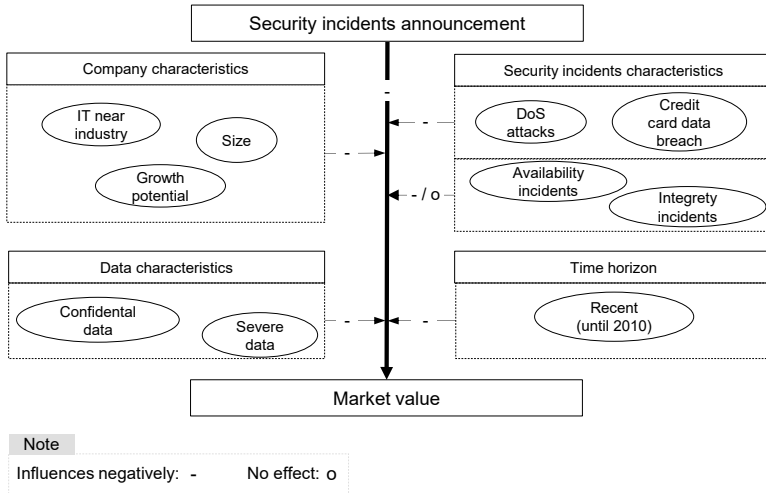 Security incidents announcement
Company characteristics
IT near
industry
Size
Growth
potential
-
-
Security incidents characteristics
DoS
attacks
Credit
card data
breach
-
Availability
incidents
Integrety
incidents
- / o
Data characteristics
Confidental
data
Severe
data
-
Time horizon
Recent
(until 2010)
-
Market value
Note
Influences negatively: - No effect: o